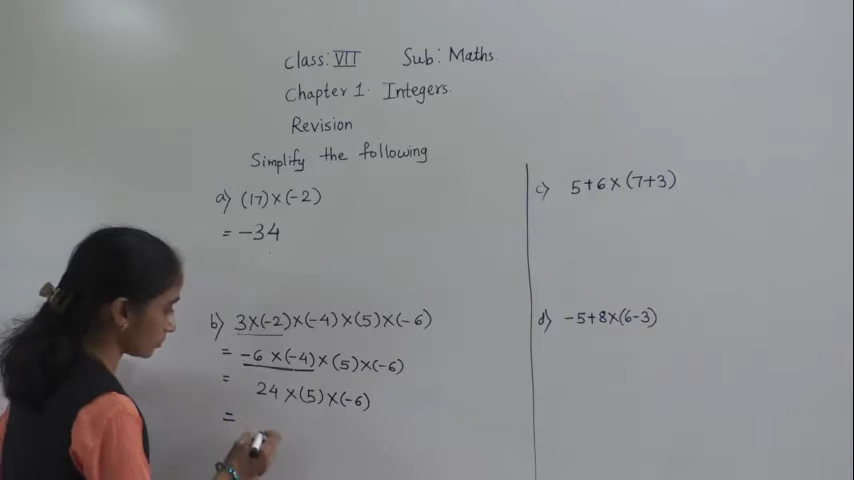 Class: VII Sub: Maths.
Chapter 1. Integers.
Revision
Simplify the following
a) (17)×(-2)
= -34
b) 3×(-2)×(-4)×(5)×(-6)
= -6×(-4)×(5)×(-6)
= 24×(5)×(-6)
=
c) 5+6×(7+3)
d) -5+8×(6-3)